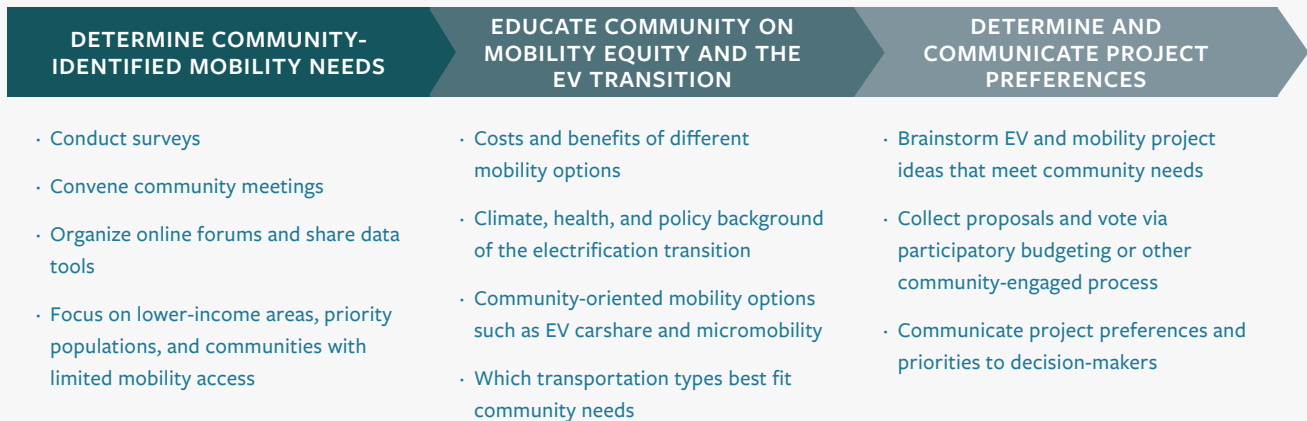 DETERMINE COMMUNITY-
IDENTIFIED MOBILITY NEEDS
· Conduct surveys
· Convene community meetings
· Organize online forums and share data
tools
· Focus on lower-income areas, priority
populations, and communities with
limited mobility access
EDUCATE COMMUNITY ON
MOBILITY EQUITY AND THE
EV TRANSITION
· Costs and benefits of different
mobility options
· Climate, health, and policy background
of the electrification transition
· Community-oriented mobility options
such as EV carshare and micromobility
· Which transportation types best fit
community needs
DETERMINE AND
COMMUNICATE PROJECT
PREFERENCES
· Brainstorm EV and mobility project
ideas that meet community needs
· Collect proposals and vote via
participatory budgeting or other
community-engaged process
· Communicate project preferences and
priorities to decision-makers